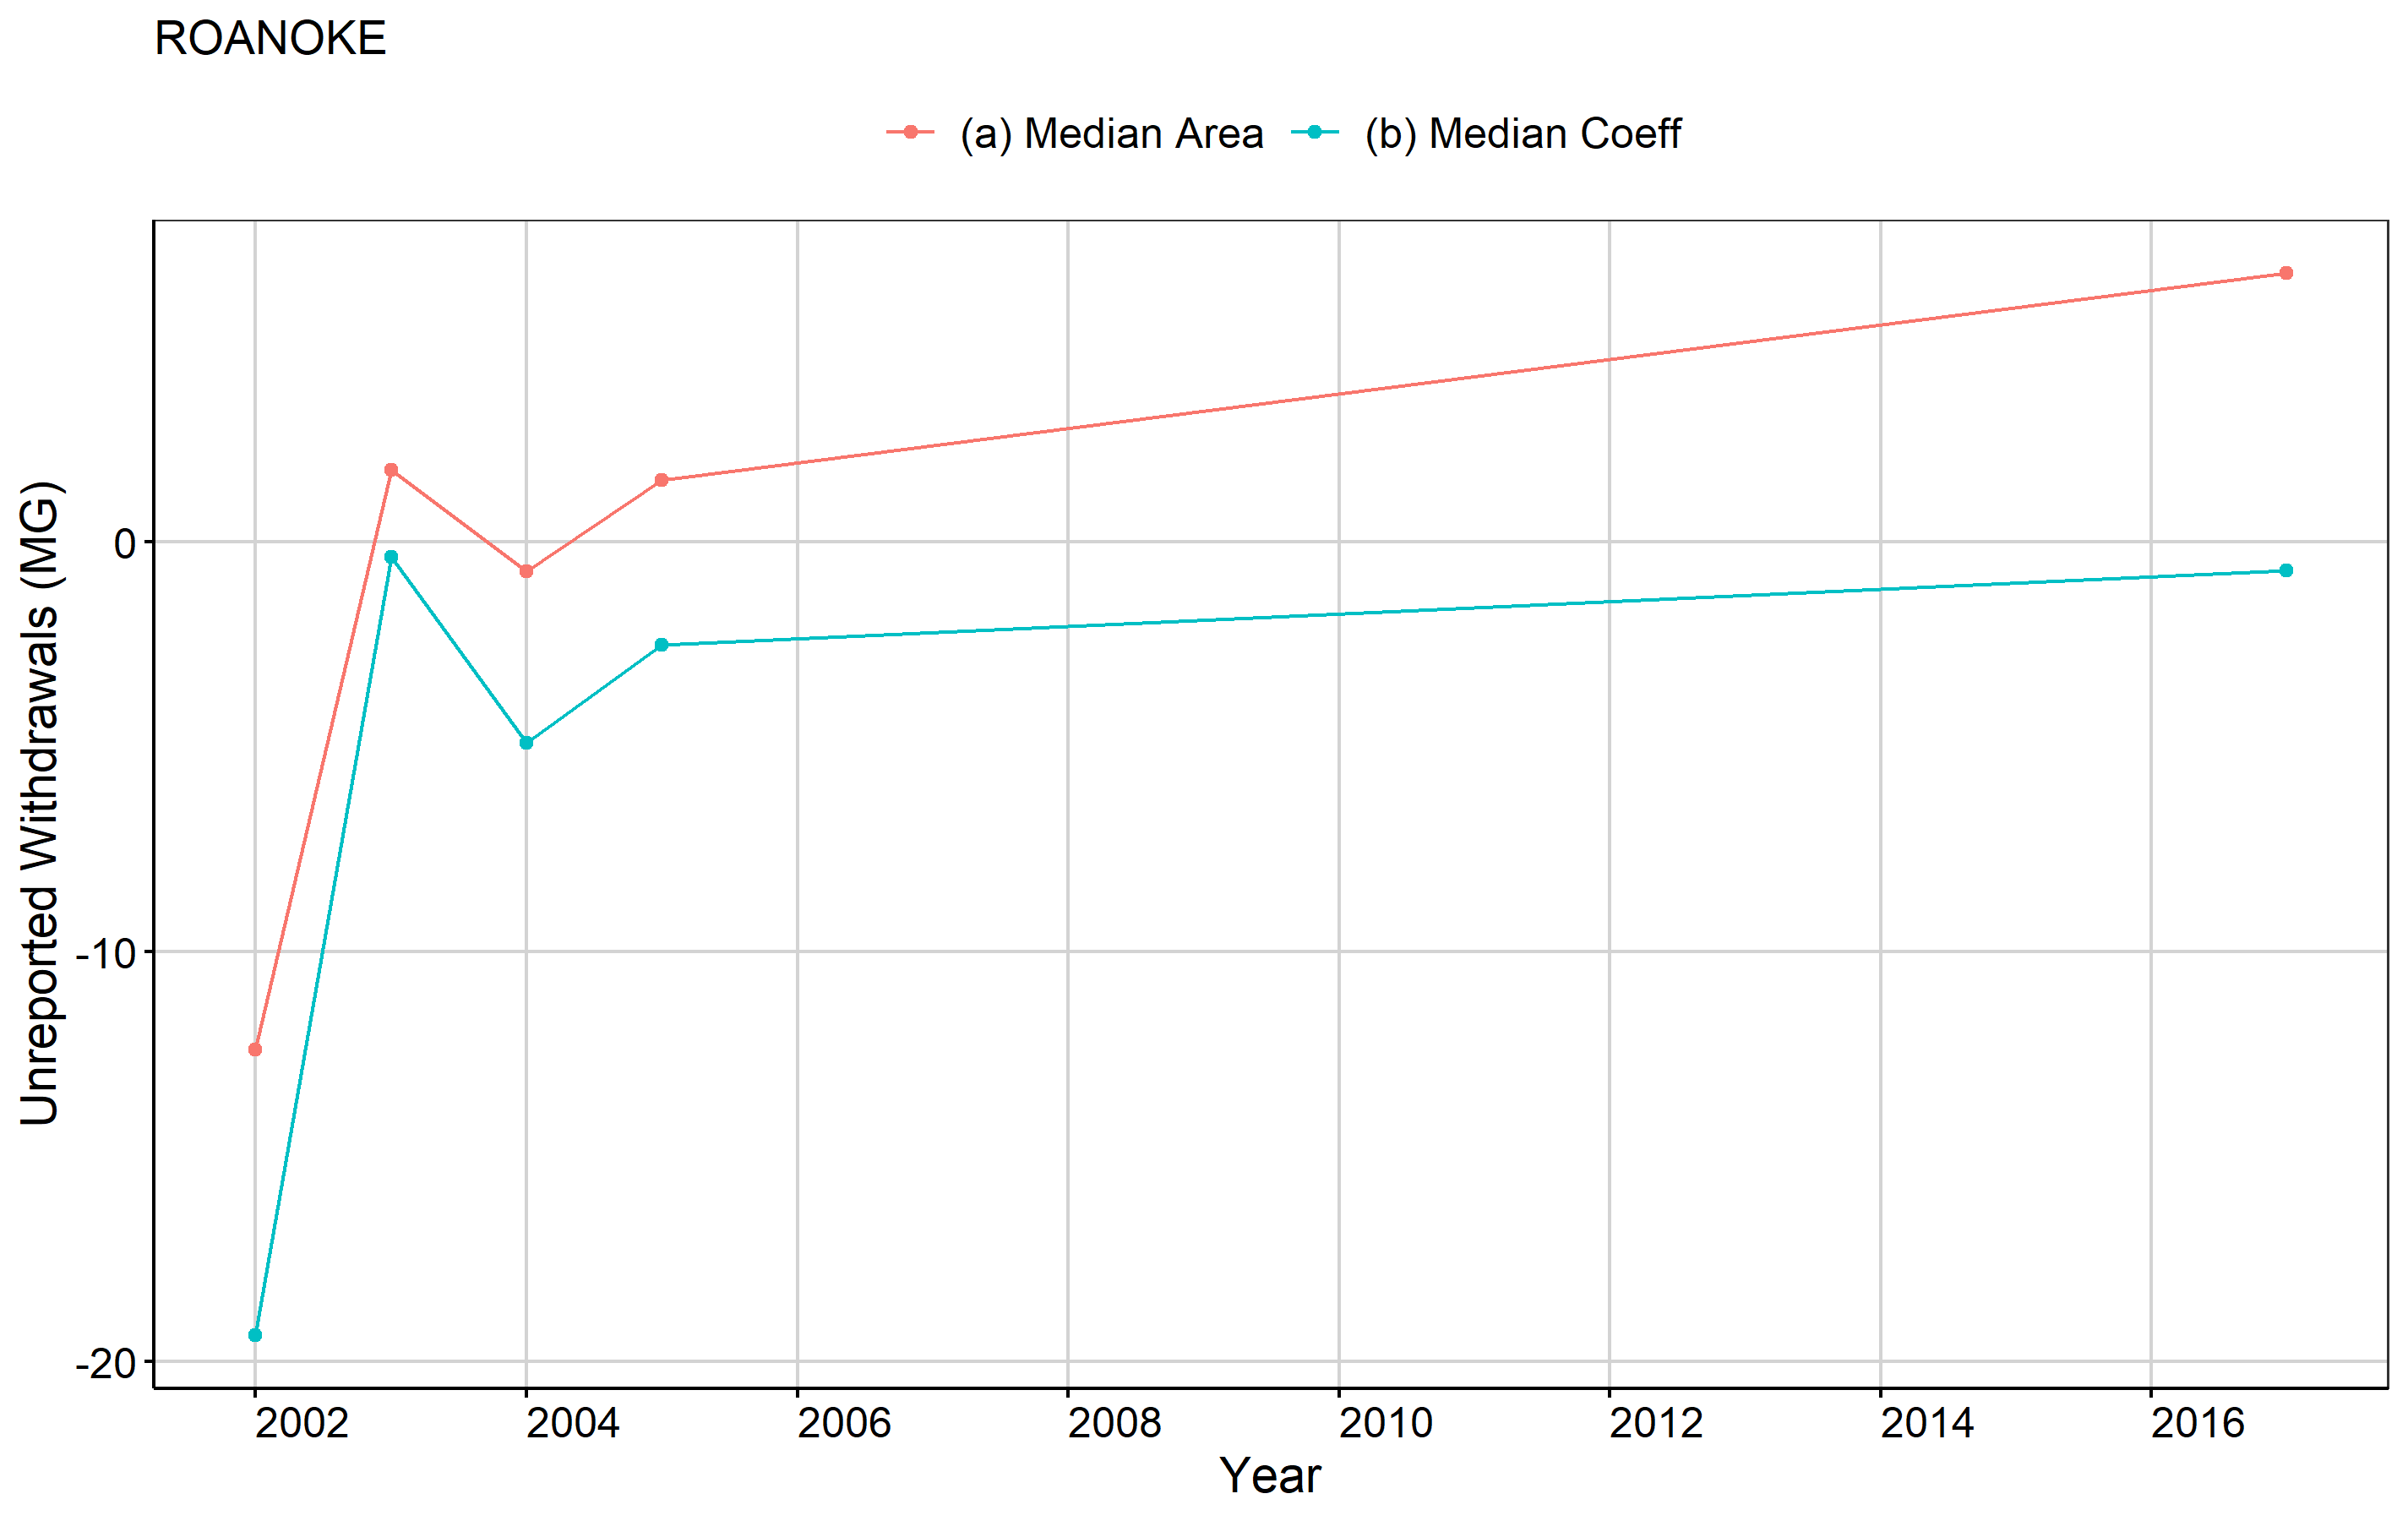 ROANOKE
(a) Median Area (b) Median Coeff
Unreported Withdrawals (MG)
0
-10
-20
2002 2004 2006 2008 2010 2012 2014 2016
Year